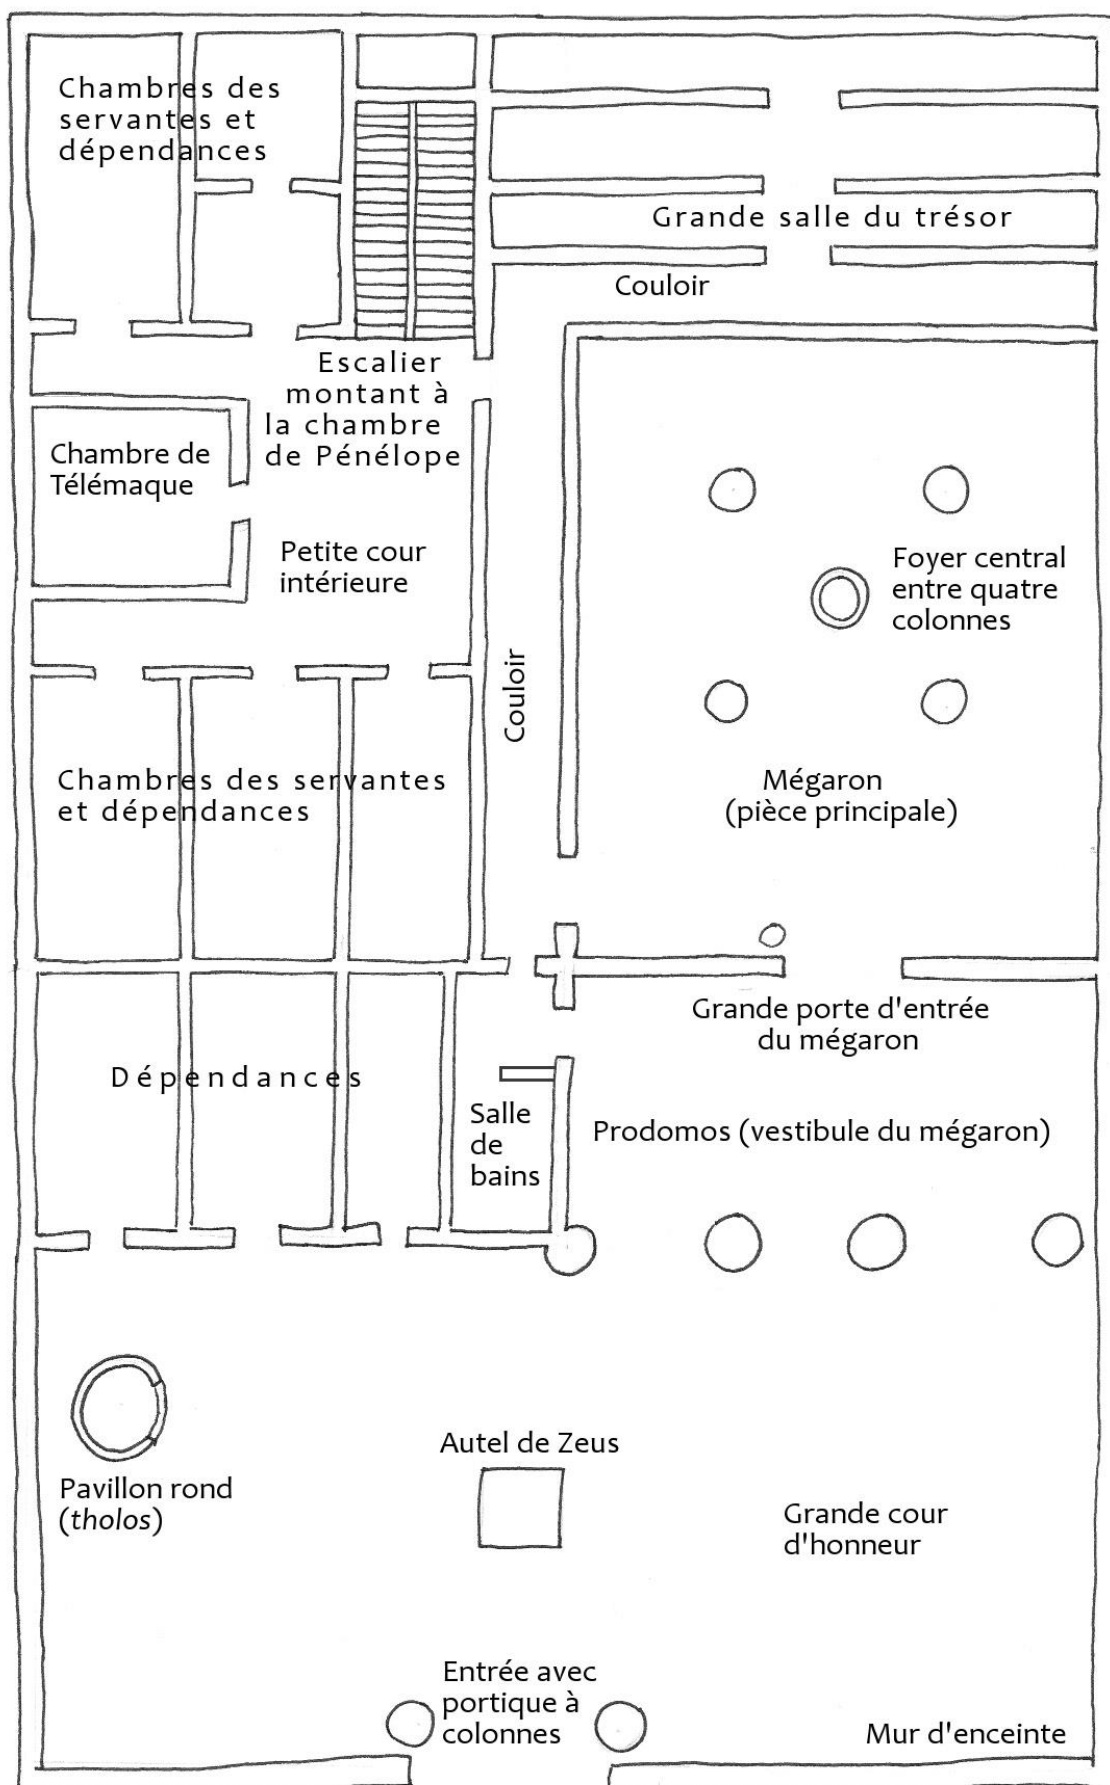 Chambres des
servantes et
dépendances
Grande salle du trésor
Couloir
Escalier
montant à
la chambre
de Pénélope
Chambre de
Télémaque
Petite cour
intérieure
Foyer central
entre quatre
colonnes
Couloir
Chambres des servantes
et dépendances
Mégaron
(pièce principale)
Grande porte d'entrée
du mégaron
Dépendances
Salle
de
bains
Prodomos (vestibule du mégaron)
Autel de Zeus
Pavillon rond
(tholos)
Grande cour
d'honneur
Entrée avec
portique à
colonnes
Mur d'enceinte